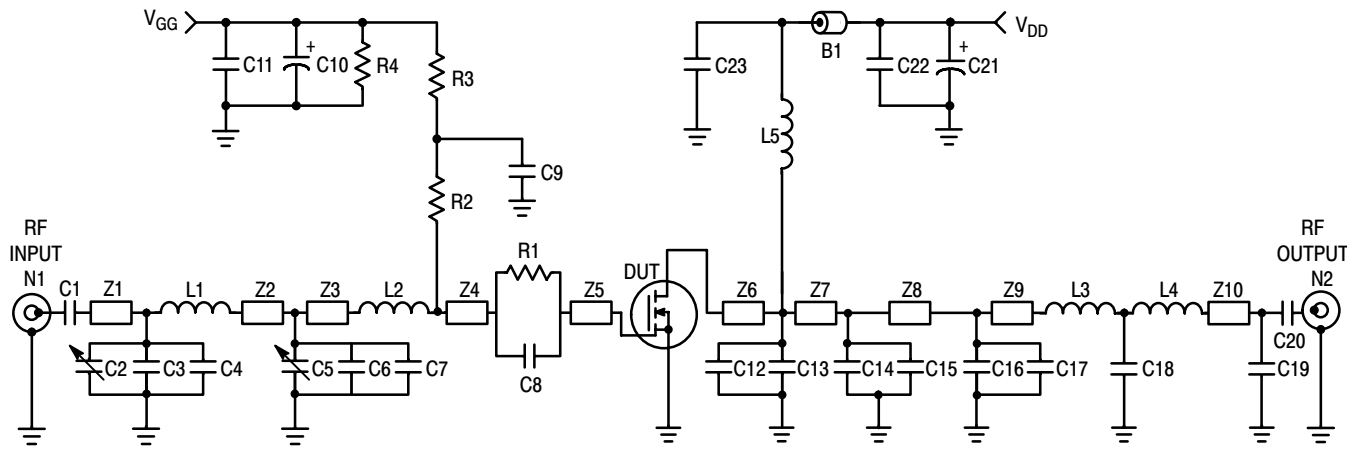 VGG
C11
+
C10
R4
R3
C9
R2
C23
B1
C22
+
C21
VDD
L5
RF
INPUT
N1
C1
Z1
L1
Z2
Z3
L2
Z4
R1
C8
Z5
DUT
Z6
Z7
Z8
Z9
L3
L4
Z10
RF
OUTPUT
N2
C2
C3
C4
C5
C6
C7
C12
C13
C14
C15
C16
C17
C18
C19
C20